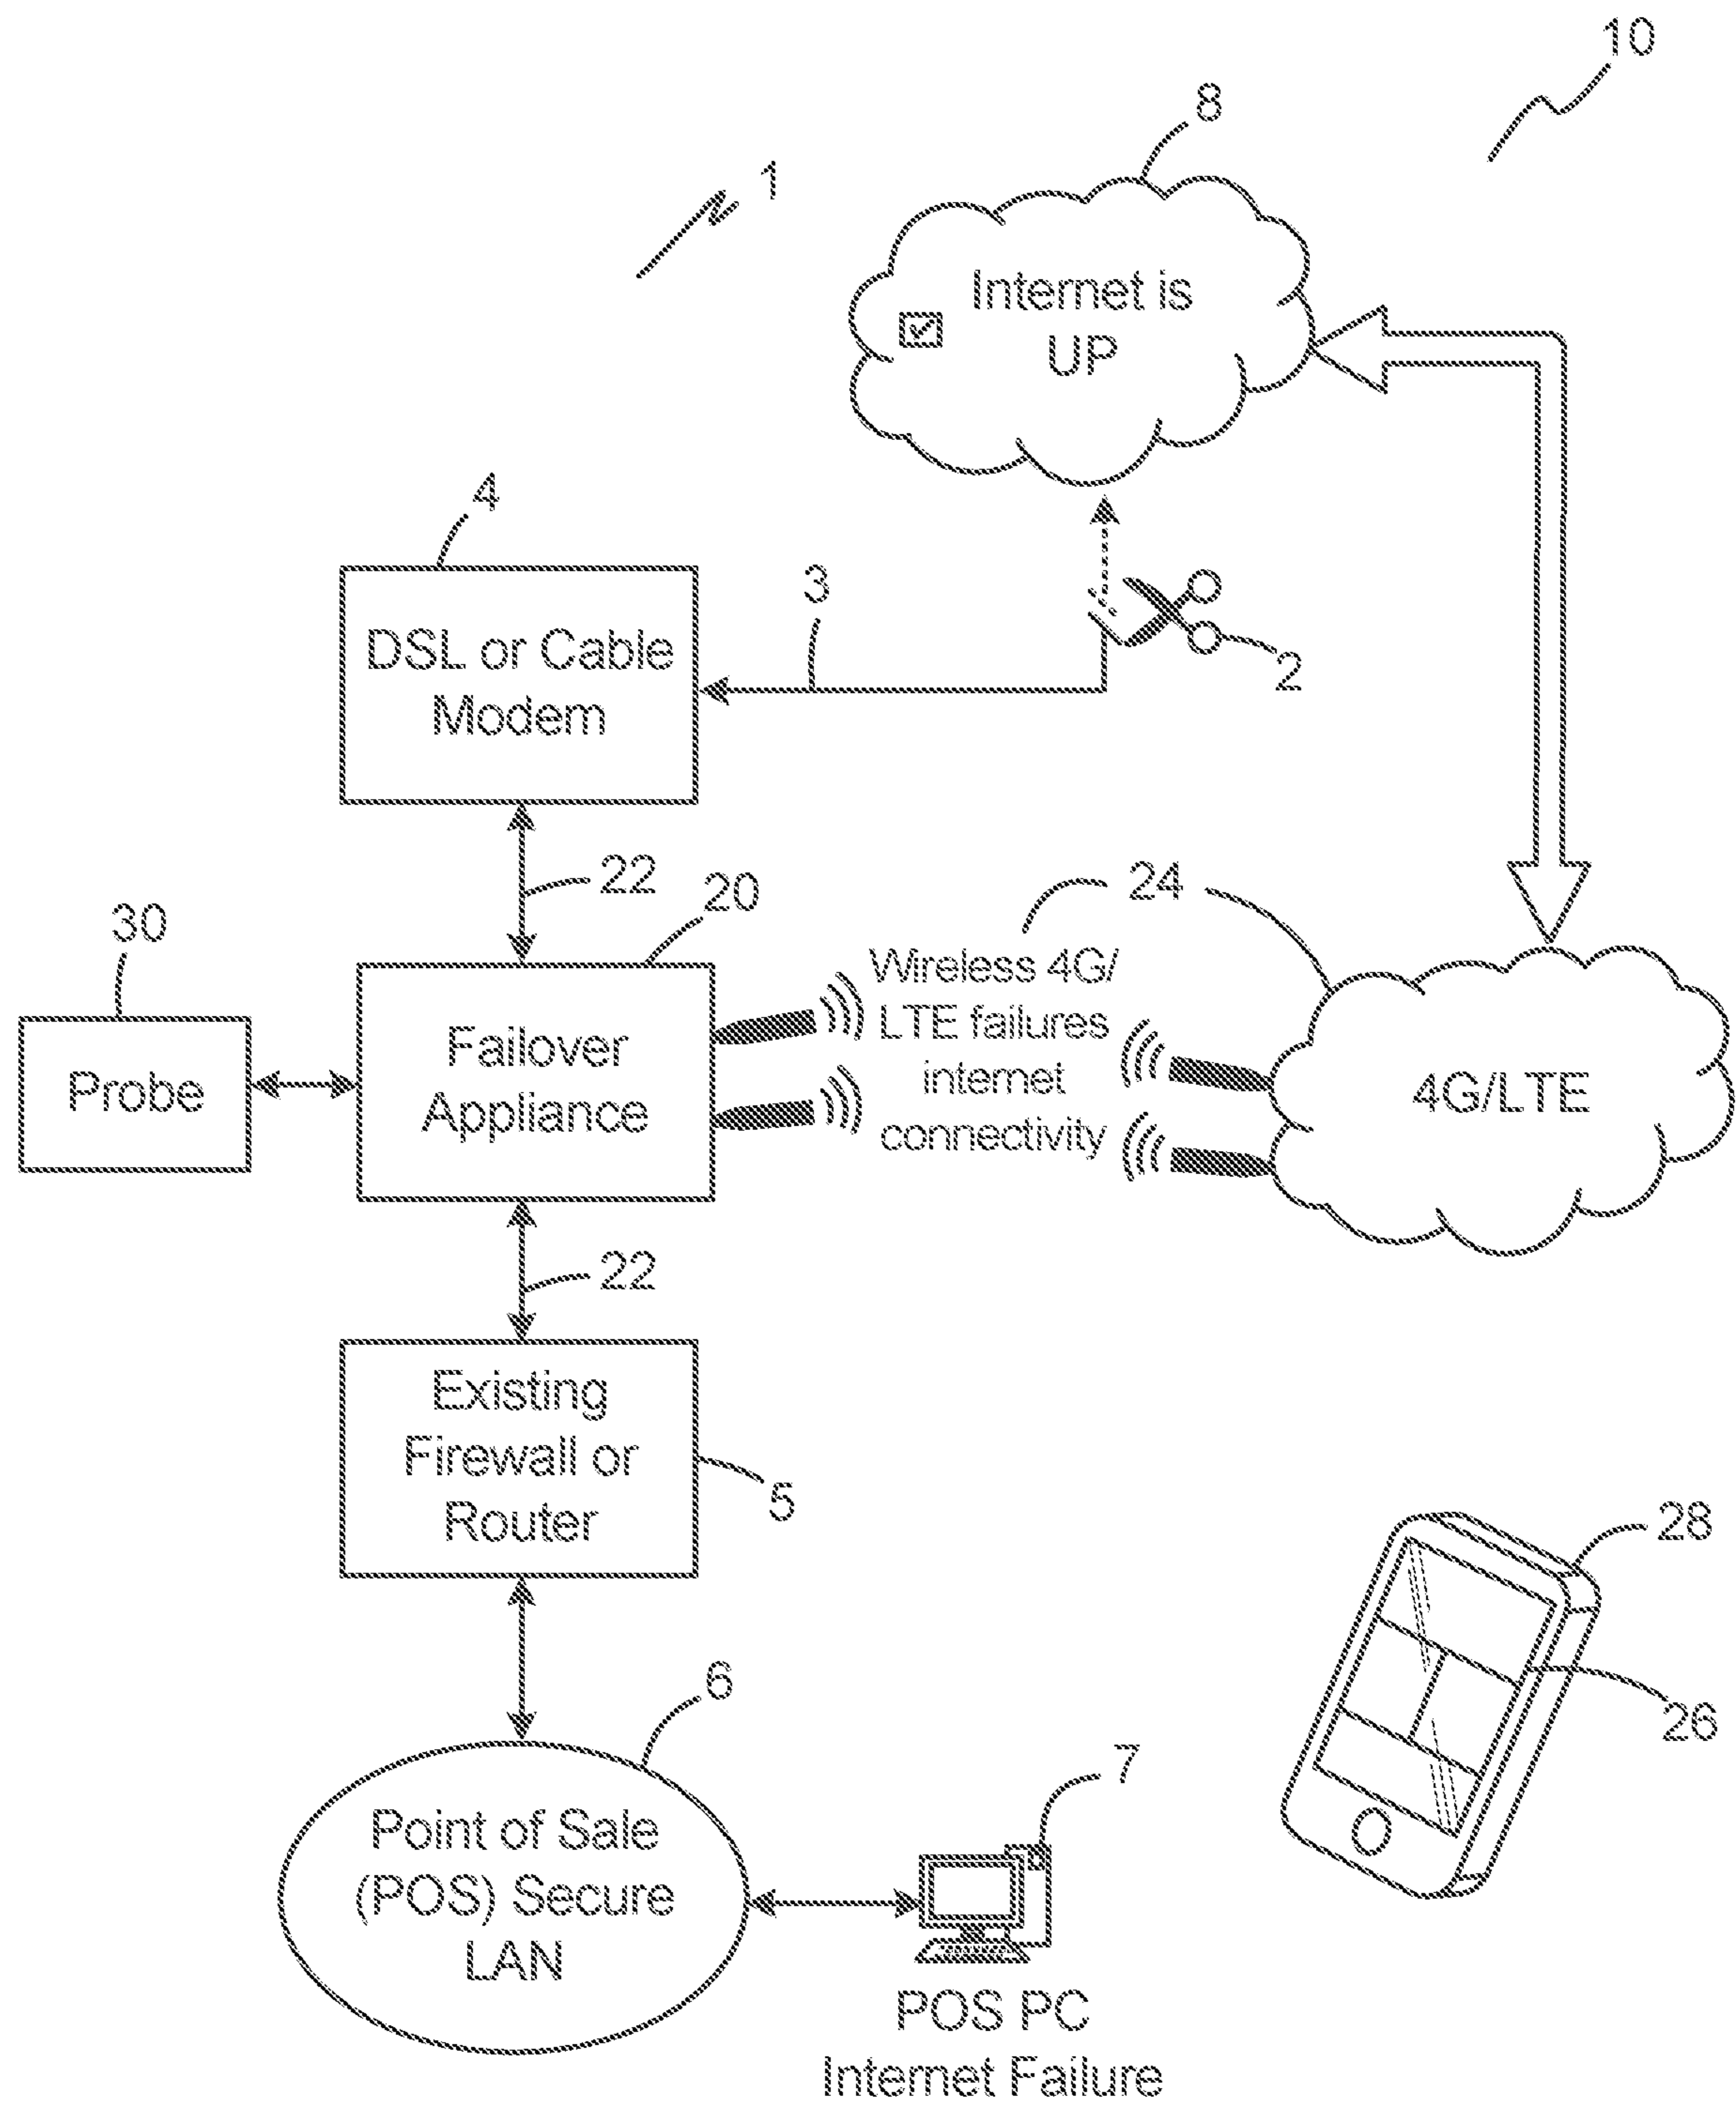 10
8
1
Internet is
UP
4
3
DSL or Cable
Modem
2
22
20
24
30
Wireless 4G/
LTE failures
internet
connectivity
Failover
Appliance
Probe
4G/LTE
22
Existing
Firewall or
Router
5
28
26
6
7
Point of Sale
(POS) Secure
LAN
POS PC
Internet Failure